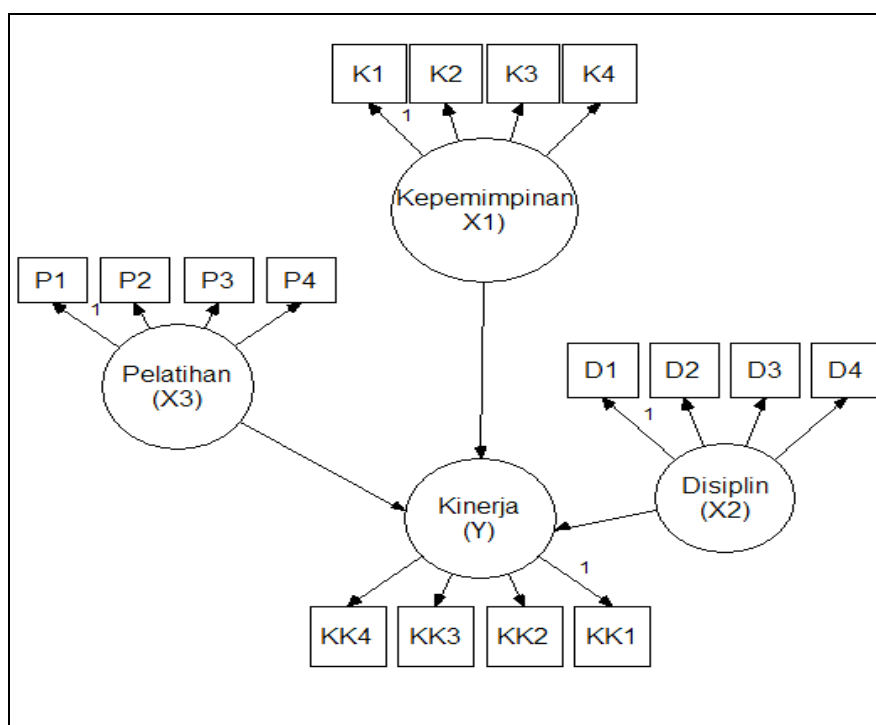 K1 K2 K3 K4
1
Kepemimpinan
X1)
P1 P2 P3 P4
1
Pelatihan
(X3)
D1 D2 D3 D4
1
Disiplin
(X2)
Kinerja
(Y)
1
KK4 KK3 KK2 KK1